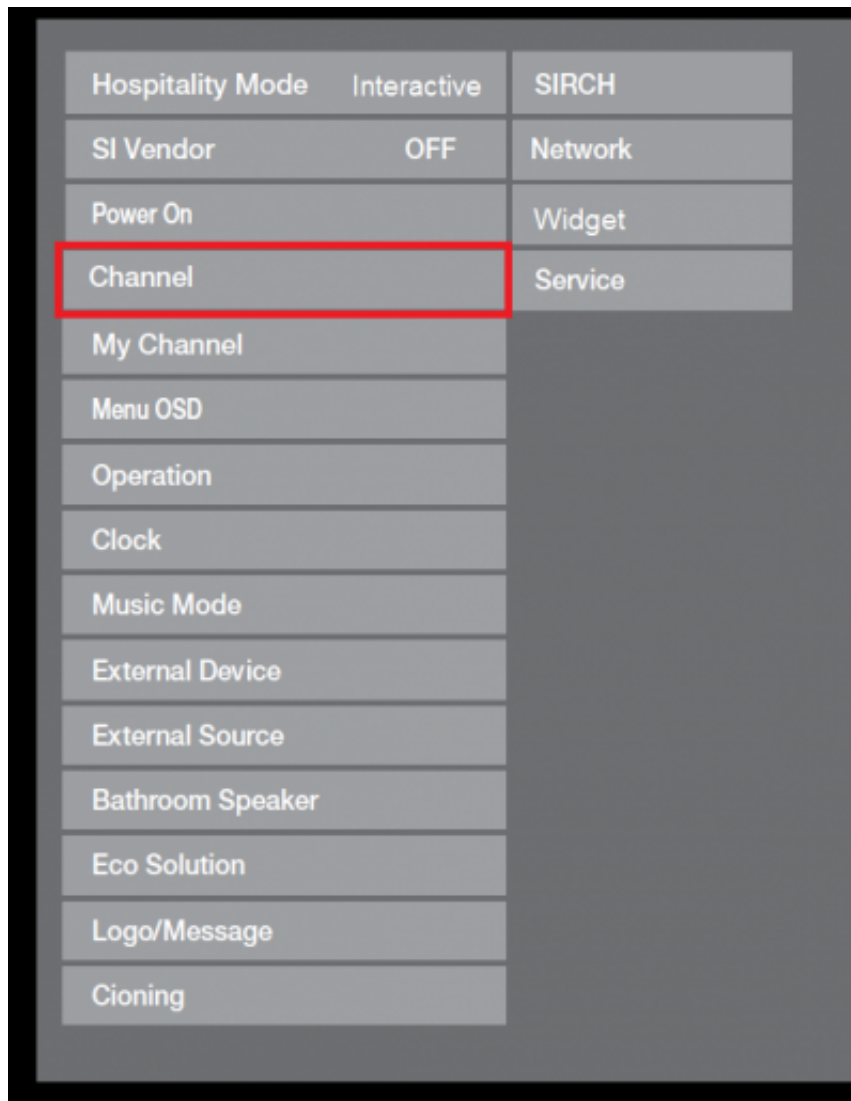 Hospitality Mode Interactive
SI Vendor OFF
Power On
Channel
My Channel
Menu OSD
Operation
Clock
Music Mode
External Device
External Source
Bathroom Speaker
Eco Solution
Logo/Message
Cioning
SIRCH
Network
Widget
Service